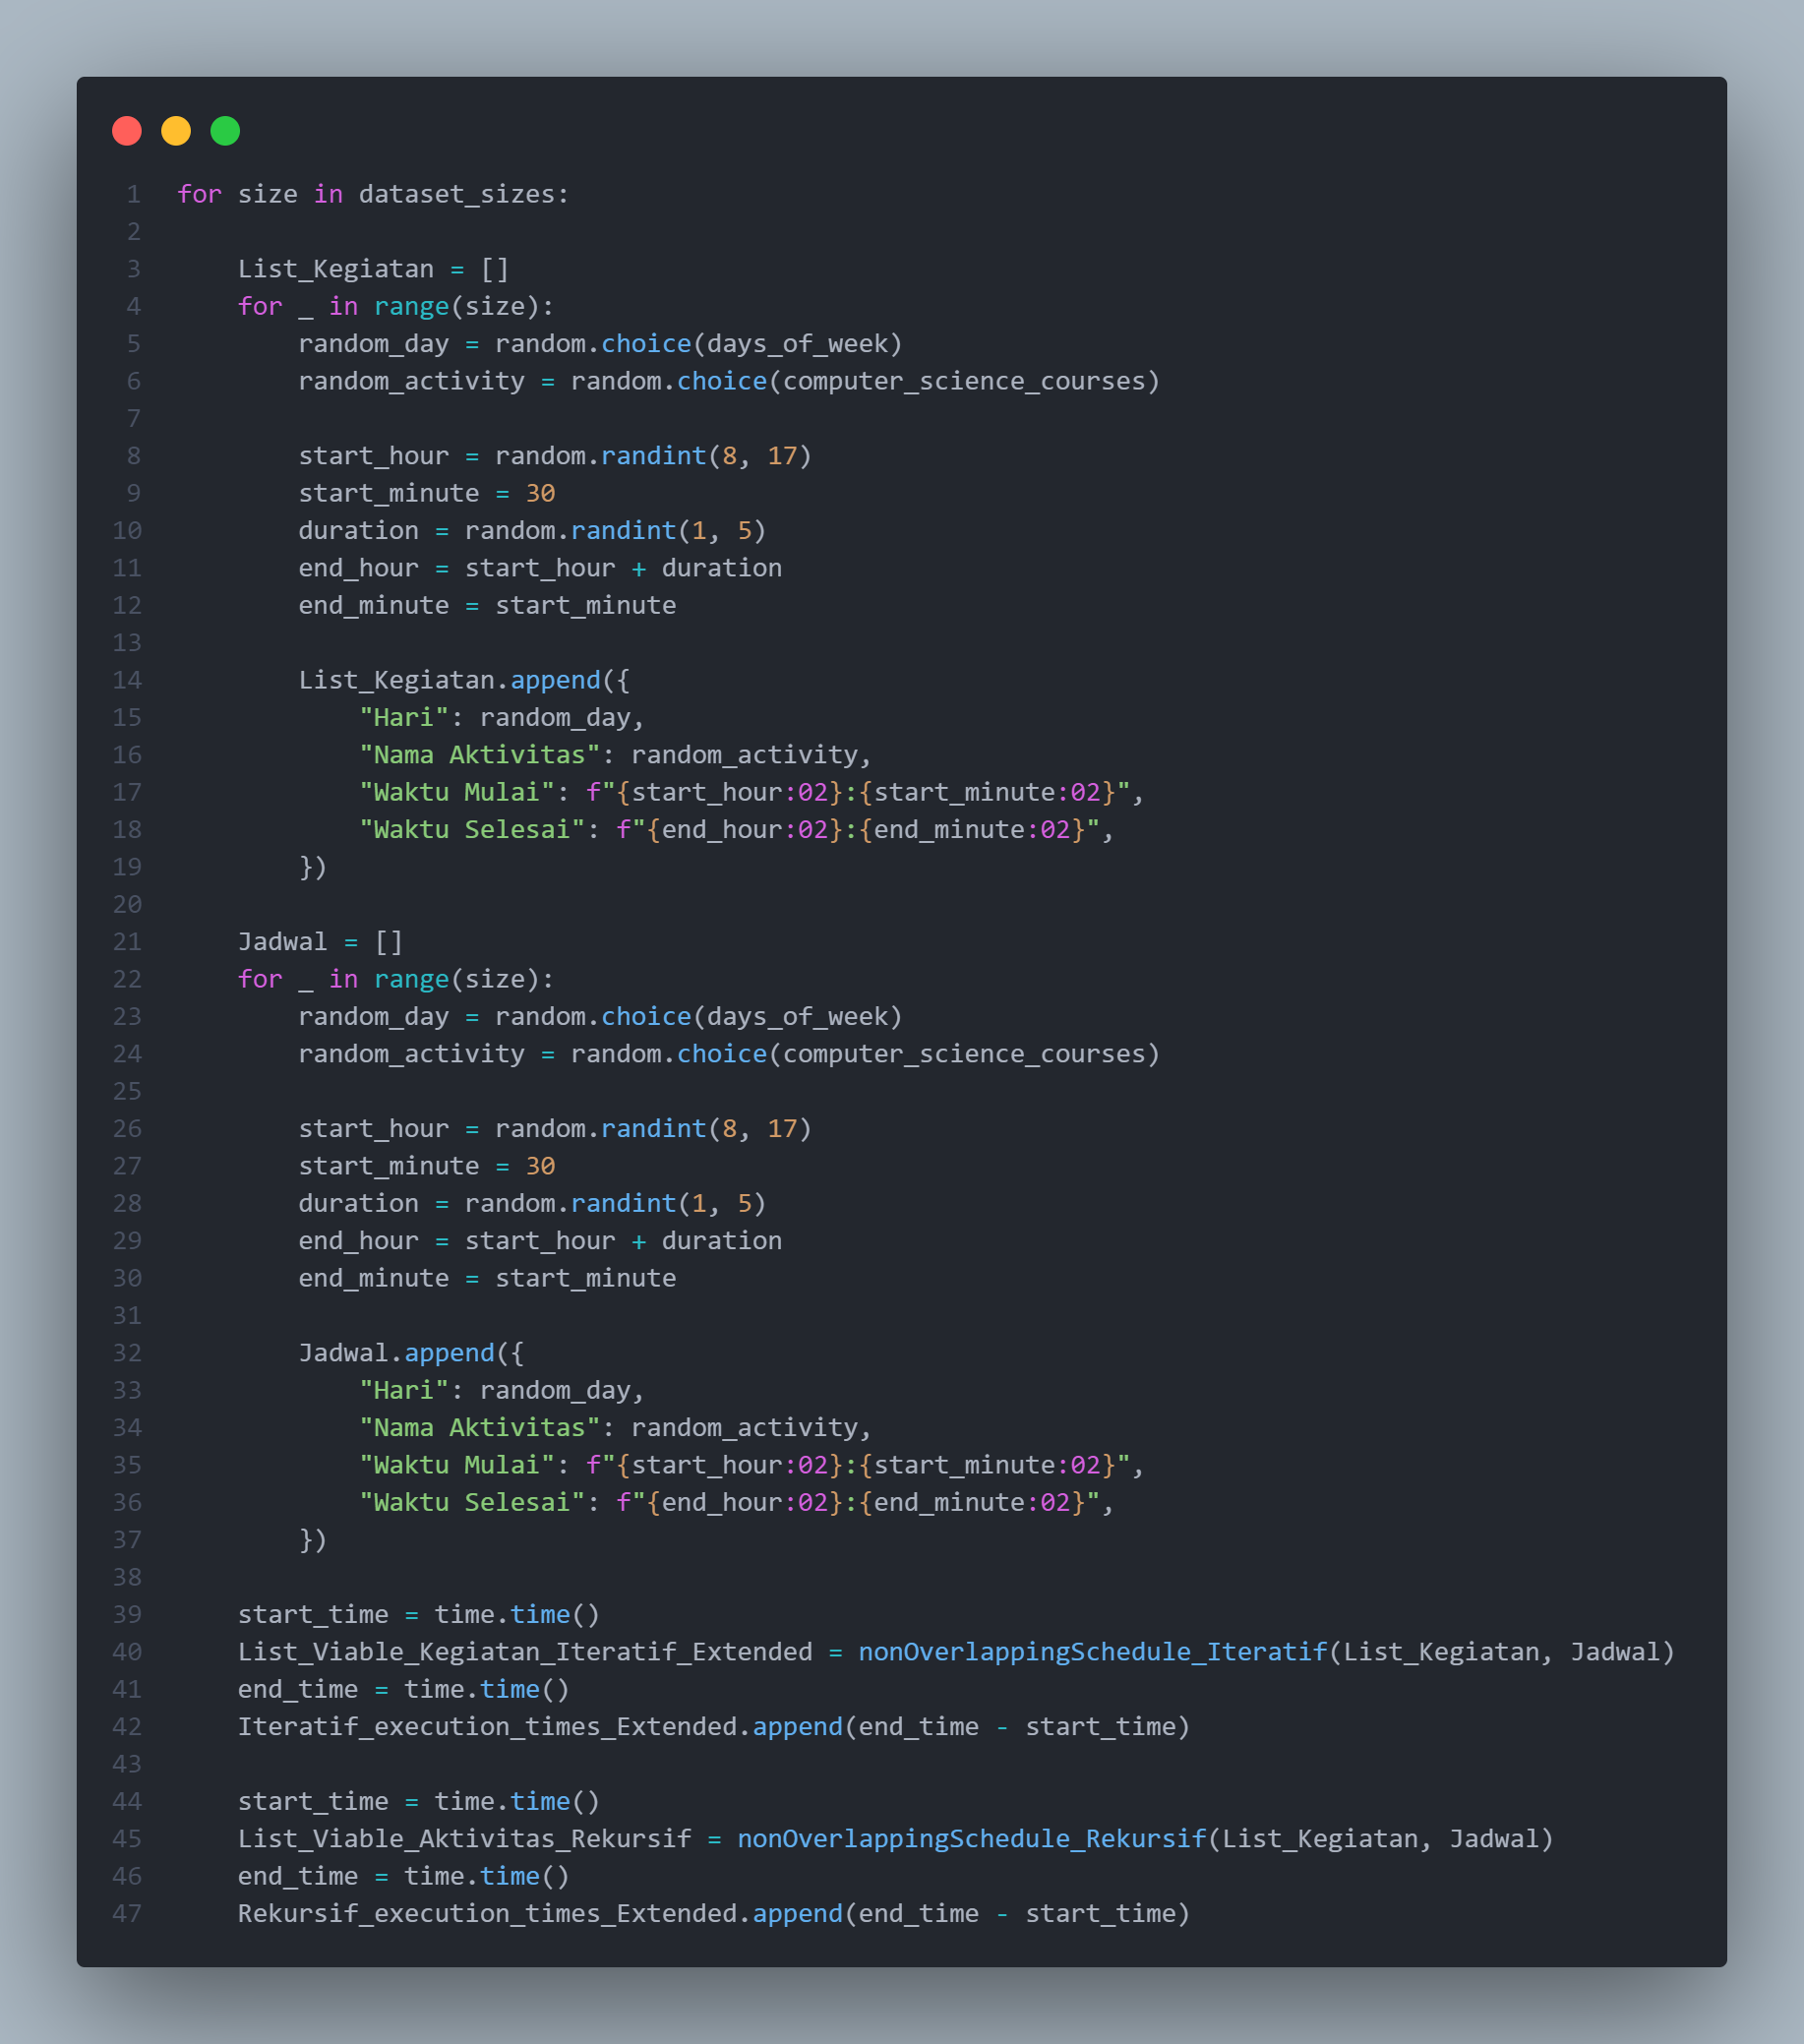 1 for size in dataset_sizes:
2
3     List_Kegiatan = []
4     for _ in range(size):
5         random_day = random.choice(days_of_week)
6         random_activity = random.choice(computer_science_courses)
7
8         start_hour = random.randint(8, 17)
9         start_minute = 30
10         duration = random.randint(1, 5)
11         end_hour = start_hour + duration
12         end_minute = start_minute
13
14         List_Kegiatan.append({
15             "Hari": random_day,
16             "Nama Aktivitas": random_activity,
17             "Waktu Mulai": f"{start_hour:02}:{start_minute:02}",
18             "Waktu Selesai": f"{end_hour:02}:{end_minute:02}",
19         })
20
21     Jadwal = []
22     for _ in range(size):
23         random_day = random.choice(days_of_week)
24         random_activity = random.choice(computer_science_courses)
25
26         start_hour = random.randint(8, 17)
27         start_minute = 30
28         duration = random.randint(1, 5)
29         end_hour = start_hour + duration
30         end_minute = start_minute
31
32         Jadwal.append({
33             "Hari": random_day,
34             "Nama Aktivitas": random_activity,
35             "Waktu Mulai": f"{start_hour:02}:{start_minute:02}",
36             "Waktu Selesai": f"{end_hour:02}:{end_minute:02}",
37         })
38
39     start_time = time.time()
40     List_Viable_Kegiatan_Iteratif_Extended = nonOverlappingSchedule_Iteratif(List_Kegiatan, Jadwal)
41     end_time = time.time()
42     Iteratif_execution_times_Extended.append(end_time - start_time)
43
44     start_time = time.time()
45     List_Viable_Aktivitas_Rekursif = nonOverlappingSchedule_Rekursif(List_Kegiatan, Jadwal)
46     end_time = time.time()
47     Rekursif_execution_times_Extended.append(end_time - start_time)